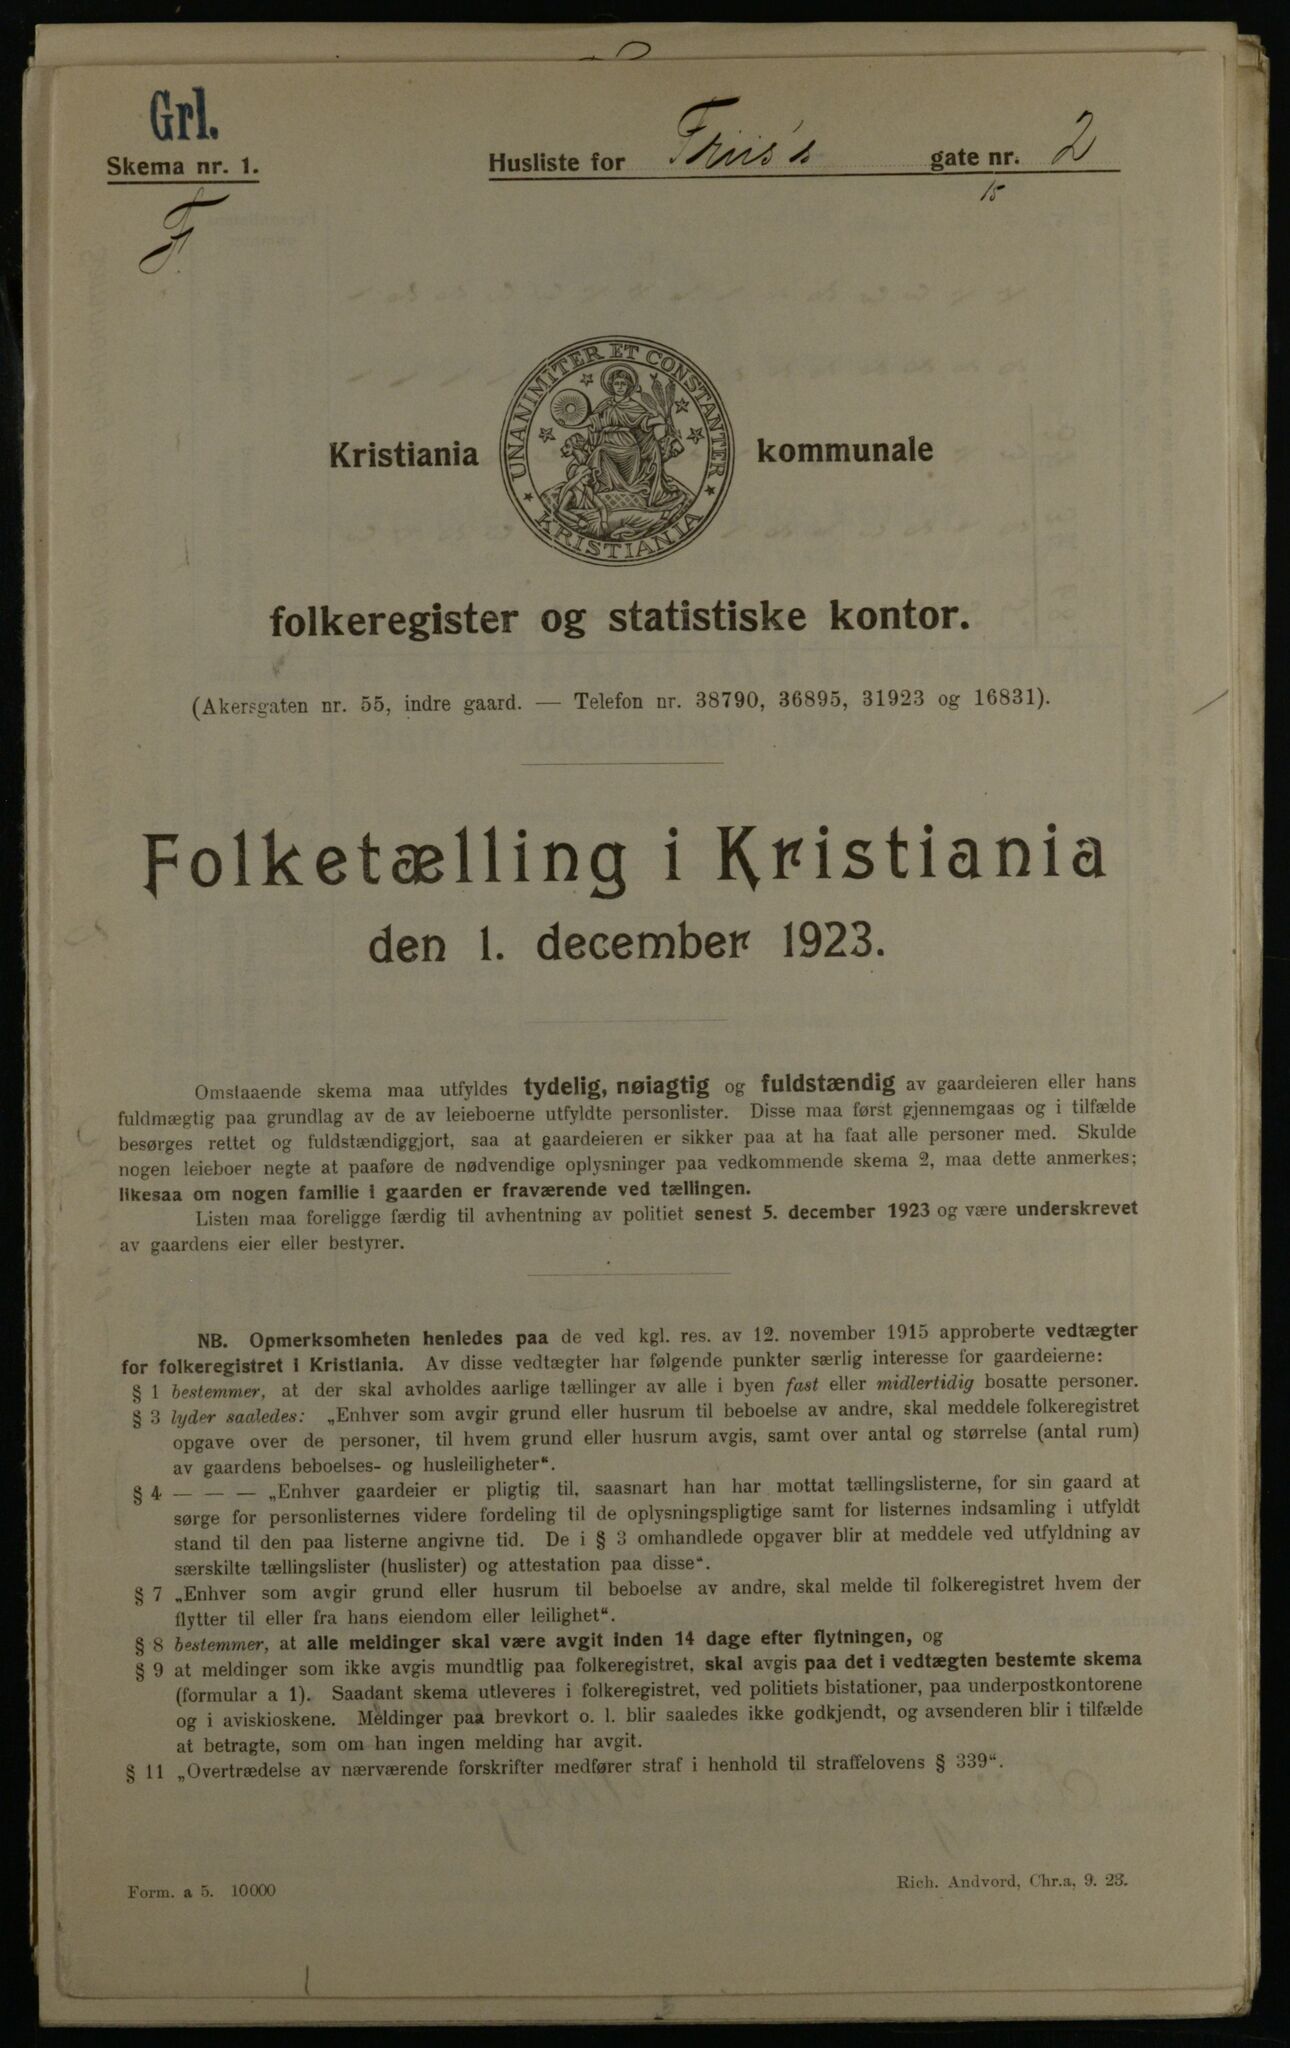 Grl.
Skema nr. 1.
Husliste for Friis's gate nr. 2
15
F.
UNANIMITER ET CONSTANTER
KRISTIANIA
Kristiania kommunale
folkeregister og statistiske kontor.
(Akersgaten nr. 55, indre gaard. — Telefon nr. 38790, 36895, 31923 og 16831).
Folketælling i Kristiania
den 1. december 1923.
Omstaaende skema maa utfyldes tydelig, nøiagtig og fuldstændig av gaardeieren eller hans
fuldmægtig paa grundlag av de av leieboerne utfyldte personlister. Disse maa først gjennemgaas og i tilfælde
besørges rettet og fuldstændiggjort, saa at gaardeieren er sikker paa at ha faat alle personer med. Skulde
nogen leieboer negte at paaføre de nødvendige oplysninger paa vedkommende skema 2, maa dette anmerkes;
likesaa om nogen familie i gaarden er fraværende ved tællingen.
Listen maa foreligge færdig til avhentning av politiet senest 5. december 1923 og være underskrevet
av gaardens eier eller bestyrer.
NB. Opmerksomheten henledes paa de ved kgl. res. av 12. november 1915 approberte vedtægter
for folkeregistret i Kristiania. Av disse vedtægter har følgende punkter særlig interesse for gaardeierne:
§ 1 bestemmer, at der skal avholdes aarlige tællinger av alle i byen fast eller midlertidig bosatte personer.
§ 3 lyder saaledes: „Enhver som avgir grund eller husrum til beboelse av andre, skal meddele folkeregistret
opgave over de personer, til hvem grund eller husrum avgis, samt over antal og størrelse (antal rum)
av gaardens beboelses- og husleiligheter“.
§ 4 — — — „Enhver gaardeier er pligtig til, saasnart han har mottat tællingslisterne, for sin gaard at
sørge for personlisternes videre fordeling til de oplysningspligtige samt for listernes indsamling i utfyldt
stand til den paa listerne angivne tid. De i § 3 omhandlede opgaver blir at meddele ved utfyldning av
særskilte tællingslister (huslister) og attestation paa disse“.
§ 7 „Enhver som avgir grund eller husrum til beboelse av andre, skal melde til folkeregistret hvem der
flytter til eller fra hans eiendom eller leilighet“.
§ 8 bestemmer, at alle meldinger skal være avgit inden 14 dage efter flytningen, og
§ 9 at meldinger som ikke avgis mundtlig paa folkeregistret, skal avgis paa det i vedtægten bestemte skema
(formular a 1). Saadant skema utleveres i folkeregistret, ved politiets bistationer, paa underpostkontorene
og i aviskioskene. Meldinger paa brevkort o. l. blir saaledes ikke godkjendt, og avsenderen blir i tilfælde
at betragte, som om han ingen melding har avgit.
§ 11 „Overtrædelse av nærværende forskrifter medfører straf i henhold til straffelovens § 339“.
Form. a 5. 10000
Rich. Andvord, Chr.a, 9. 23.